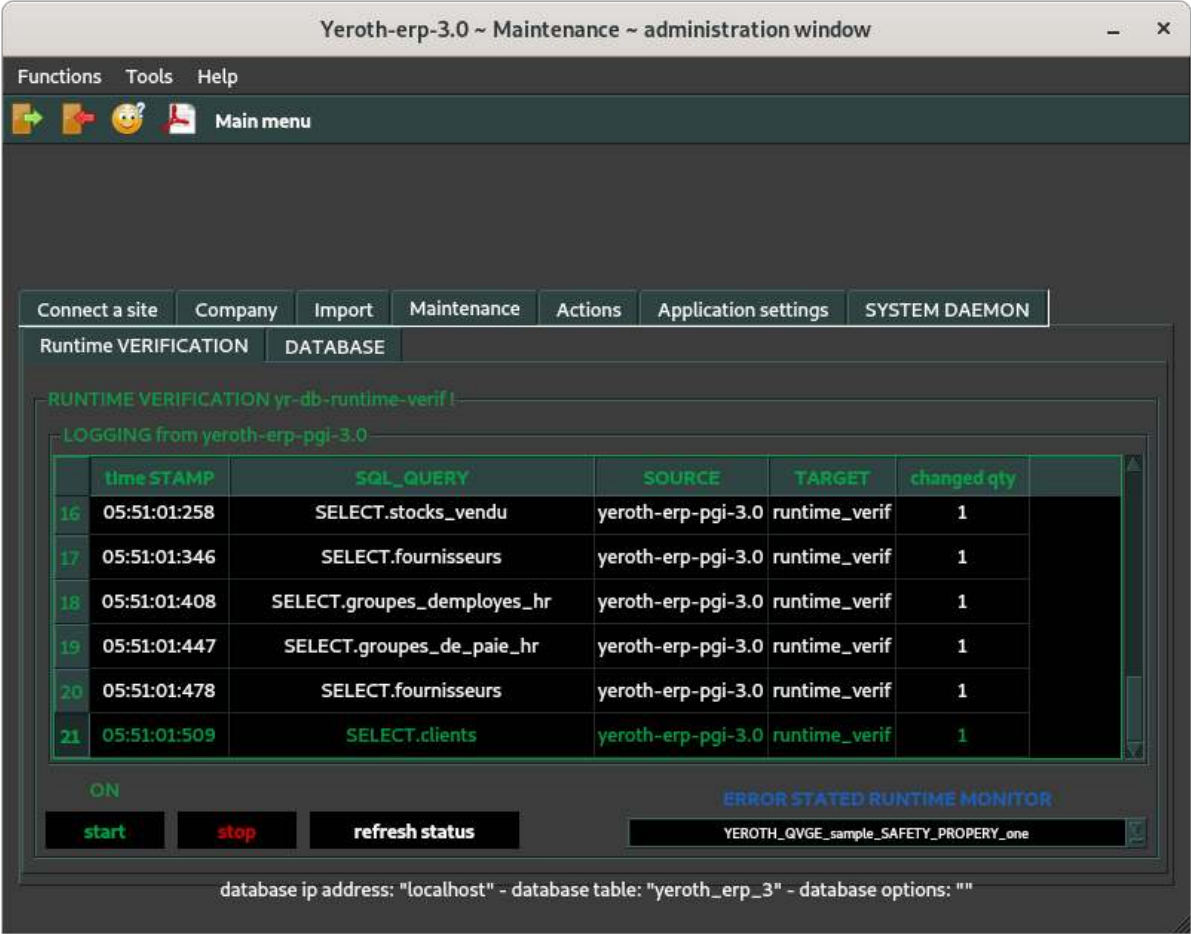 Yeroth-erp-3.0 ~ Maintenance ~ administration window
Functions Tools Help
Main menu
Connect a site Company Import Maintenance Actions Application settings SYSTEM DAEMON
Runtime VERIFICATION DATABASE
RUNTIME VERIFICATION yr-db-runtime-verif !
LOGGING from yeroth-erp-pgi-3.0
time STAMP SQL_QUERY SOURCE TARGET changed qty
16 05:51:01:258 SELECT.stocks_vendu yeroth-erp-pgi-3.0 runtime_verif 1
17 05:51:01:346 SELECT.fournisseurs yeroth-erp-pgi-3.0 runtime_verif 1
18 05:51:01:408 SELECT.groupes_demployes_hr yeroth-erp-pgi-3.0 runtime_verif 1
19 05:51:01:447 SELECT.groupes_de_paie_hr yeroth-erp-pgi-3.0 runtime_verif 1
20 05:51:01:478 SELECT.fournisseurs yeroth-erp-pgi-3.0 runtime_verif 1
21 05:51:01:509 SELECT.clients yeroth-erp-pgi-3.0 runtime_verif 1
ON
ERROR STATED RUNTIME MONITOR
start stop refresh status YEROTH_QVGE_sample_SAFETY_PROPERY_one
database ip address: "localhost" - database table: "yeroth_erp_3" - database options: ""